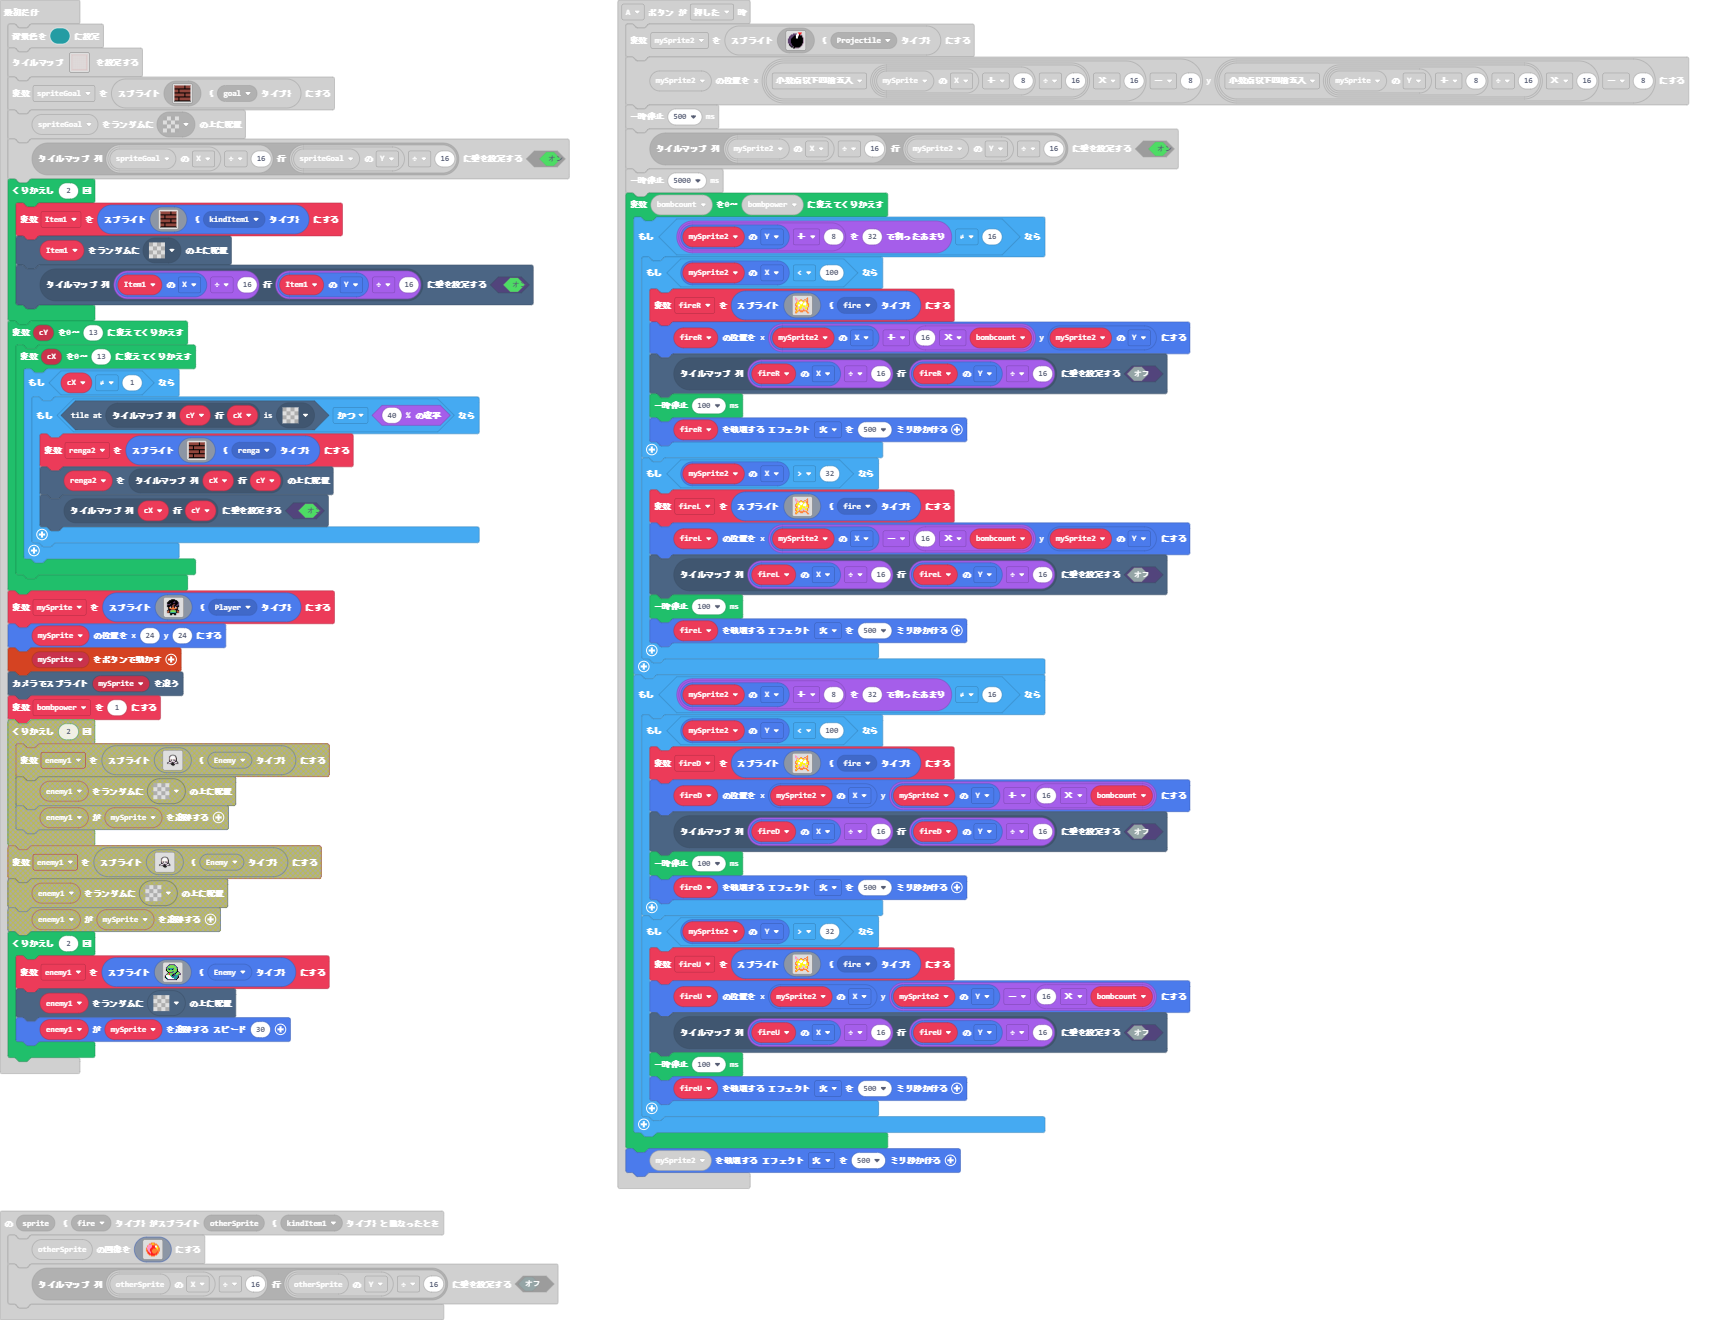 最初だけ
背景色を に設定
タイルマップ を設定する
変数 spriteGoal を スプライト ( goal タイプ) にする
spriteGoal をランダムに の上に配置
タイルマップ 列 spriteGoal の X ÷ 16 行 spriteGoal の Y ÷ 16 に壁を設定する オン
くりかえし 2 回
変数 Item1 を スプライト ( kindItem1 タイプ) にする
Item1 をランダムに の上に配置
タイルマップ 列 Item1 の X ÷ 16 行 Item1 の Y ÷ 16 に壁を設定する オン
変数 cY を0〜 13 に変えてくりかえす
変数 cX を0〜 13 に変えてくりかえす
もし cX ≠ 1 なら
もし tile at タイルマップ 列 cY 行 cX is かつ 40 % の確率 なら
変数 renga2 を スプライト ( renga タイプ) にする
renga2 を タイルマップ 列 cX 行 cY の上に配置
タイルマップ 列 cX 行 cY に壁を設定する オン
変数 mySprite を スプライト ( Player タイプ) にする
mySprite の位置を x 24 y 24 にする
mySprite をボタンで動かす
カメラでスプライト mySprite を追う
変数 bombpower を 1 にする
くりかえし 2 回
変数 enemy1 を スプライト ( Enemy タイプ) にする
enemy1 をランダムに の上に配置
enemy1 が mySprite を追跡する
変数 enemy1 を スプライト ( Enemy タイプ) にする
enemy1 をランダムに の上に配置
enemy1 が mySprite を追跡する
くりかえし 2 回
変数 enemy1 を スプライト ( Enemy タイプ) にする
enemy1 をランダムに の上に配置
enemy1 が mySprite を追跡する スピード 30
A ボタン が 押した 時
変数 mySprite2 を スプライト ( Projectile タイプ) にする
mySprite2 の位置を x 小数点以下四捨五入 mySprite の X + 8 ÷ 16 × 16 − 8 y 小数点以下四捨五入 mySprite の Y + 8 ÷ 16 × 16 − 8 にする
一時停止 500 ms
タイルマップ 列 mySprite2 の X ÷ 16 行 mySprite2 の Y ÷ 16 に壁を設定する オン
一時停止 5000 ms
変数 bombcount を0〜 bombpower に変えてくりかえす
もし mySprite2 の Y + 8 を 32 で割ったあまり ≠ 16 なら
もし mySprite2 の X < 100 なら
変数 fireR を スプライト ( fire タイプ) にする
fireR の位置を x mySprite2 の X + 16 × bombcount y mySprite2 の Y にする
タイルマップ 列 fireR の X ÷ 16 行 fireR の Y ÷ 16 に壁を設定する オフ
一時停止 100 ms
fireR を破壊する エフェクト 火 を 500 ミリ秒かける
もし mySprite2 の X > 32 なら
変数 fireL を スプライト ( fire タイプ) にする
fireL の位置を x mySprite2 の X − 16 × bombcount y mySprite2 の Y にする
タイルマップ 列 fireL の X ÷ 16 行 fireL の Y ÷ 16 に壁を設定する オフ
一時停止 100 ms
fireL を破壊する エフェクト 火 を 500 ミリ秒かける
もし mySprite2 の X + 8 を 32 で割ったあまり ≠ 16 なら
もし mySprite2 の Y < 100 なら
変数 fireD を スプライト ( fire タイプ) にする
fireD の位置を x mySprite2 の X y mySprite2 の Y + 16 × bombcount にする
タイルマップ 列 fireD の X ÷ 16 行 fireD の Y ÷ 16 に壁を設定する オフ
一時停止 100 ms
fireD を破壊する エフェクト 火 を 500 ミリ秒かける
もし mySprite2 の Y > 32 なら
変数 fireU を スプライト ( fire タイプ) にする
fireU の位置を x mySprite2 の X y mySprite2 の Y − 16 × bombcount にする
タイルマップ 列 fireU の X ÷ 16 行 fireU の Y ÷ 16 に壁を設定する オフ
一時停止 100 ms
fireU を破壊する エフェクト 火 を 500 ミリ秒かける
mySprite2 を破壊する エフェクト 火 を 500 ミリ秒かける
の sprite ( fire タイプ) がスプライト otherSprite ( kindItem1 タイプ) と重なったとき
otherSprite の画像を にする
タイルマップ 列 otherSprite の X ÷ 16 行 otherSprite の Y ÷ 16 に壁を設定する オフ